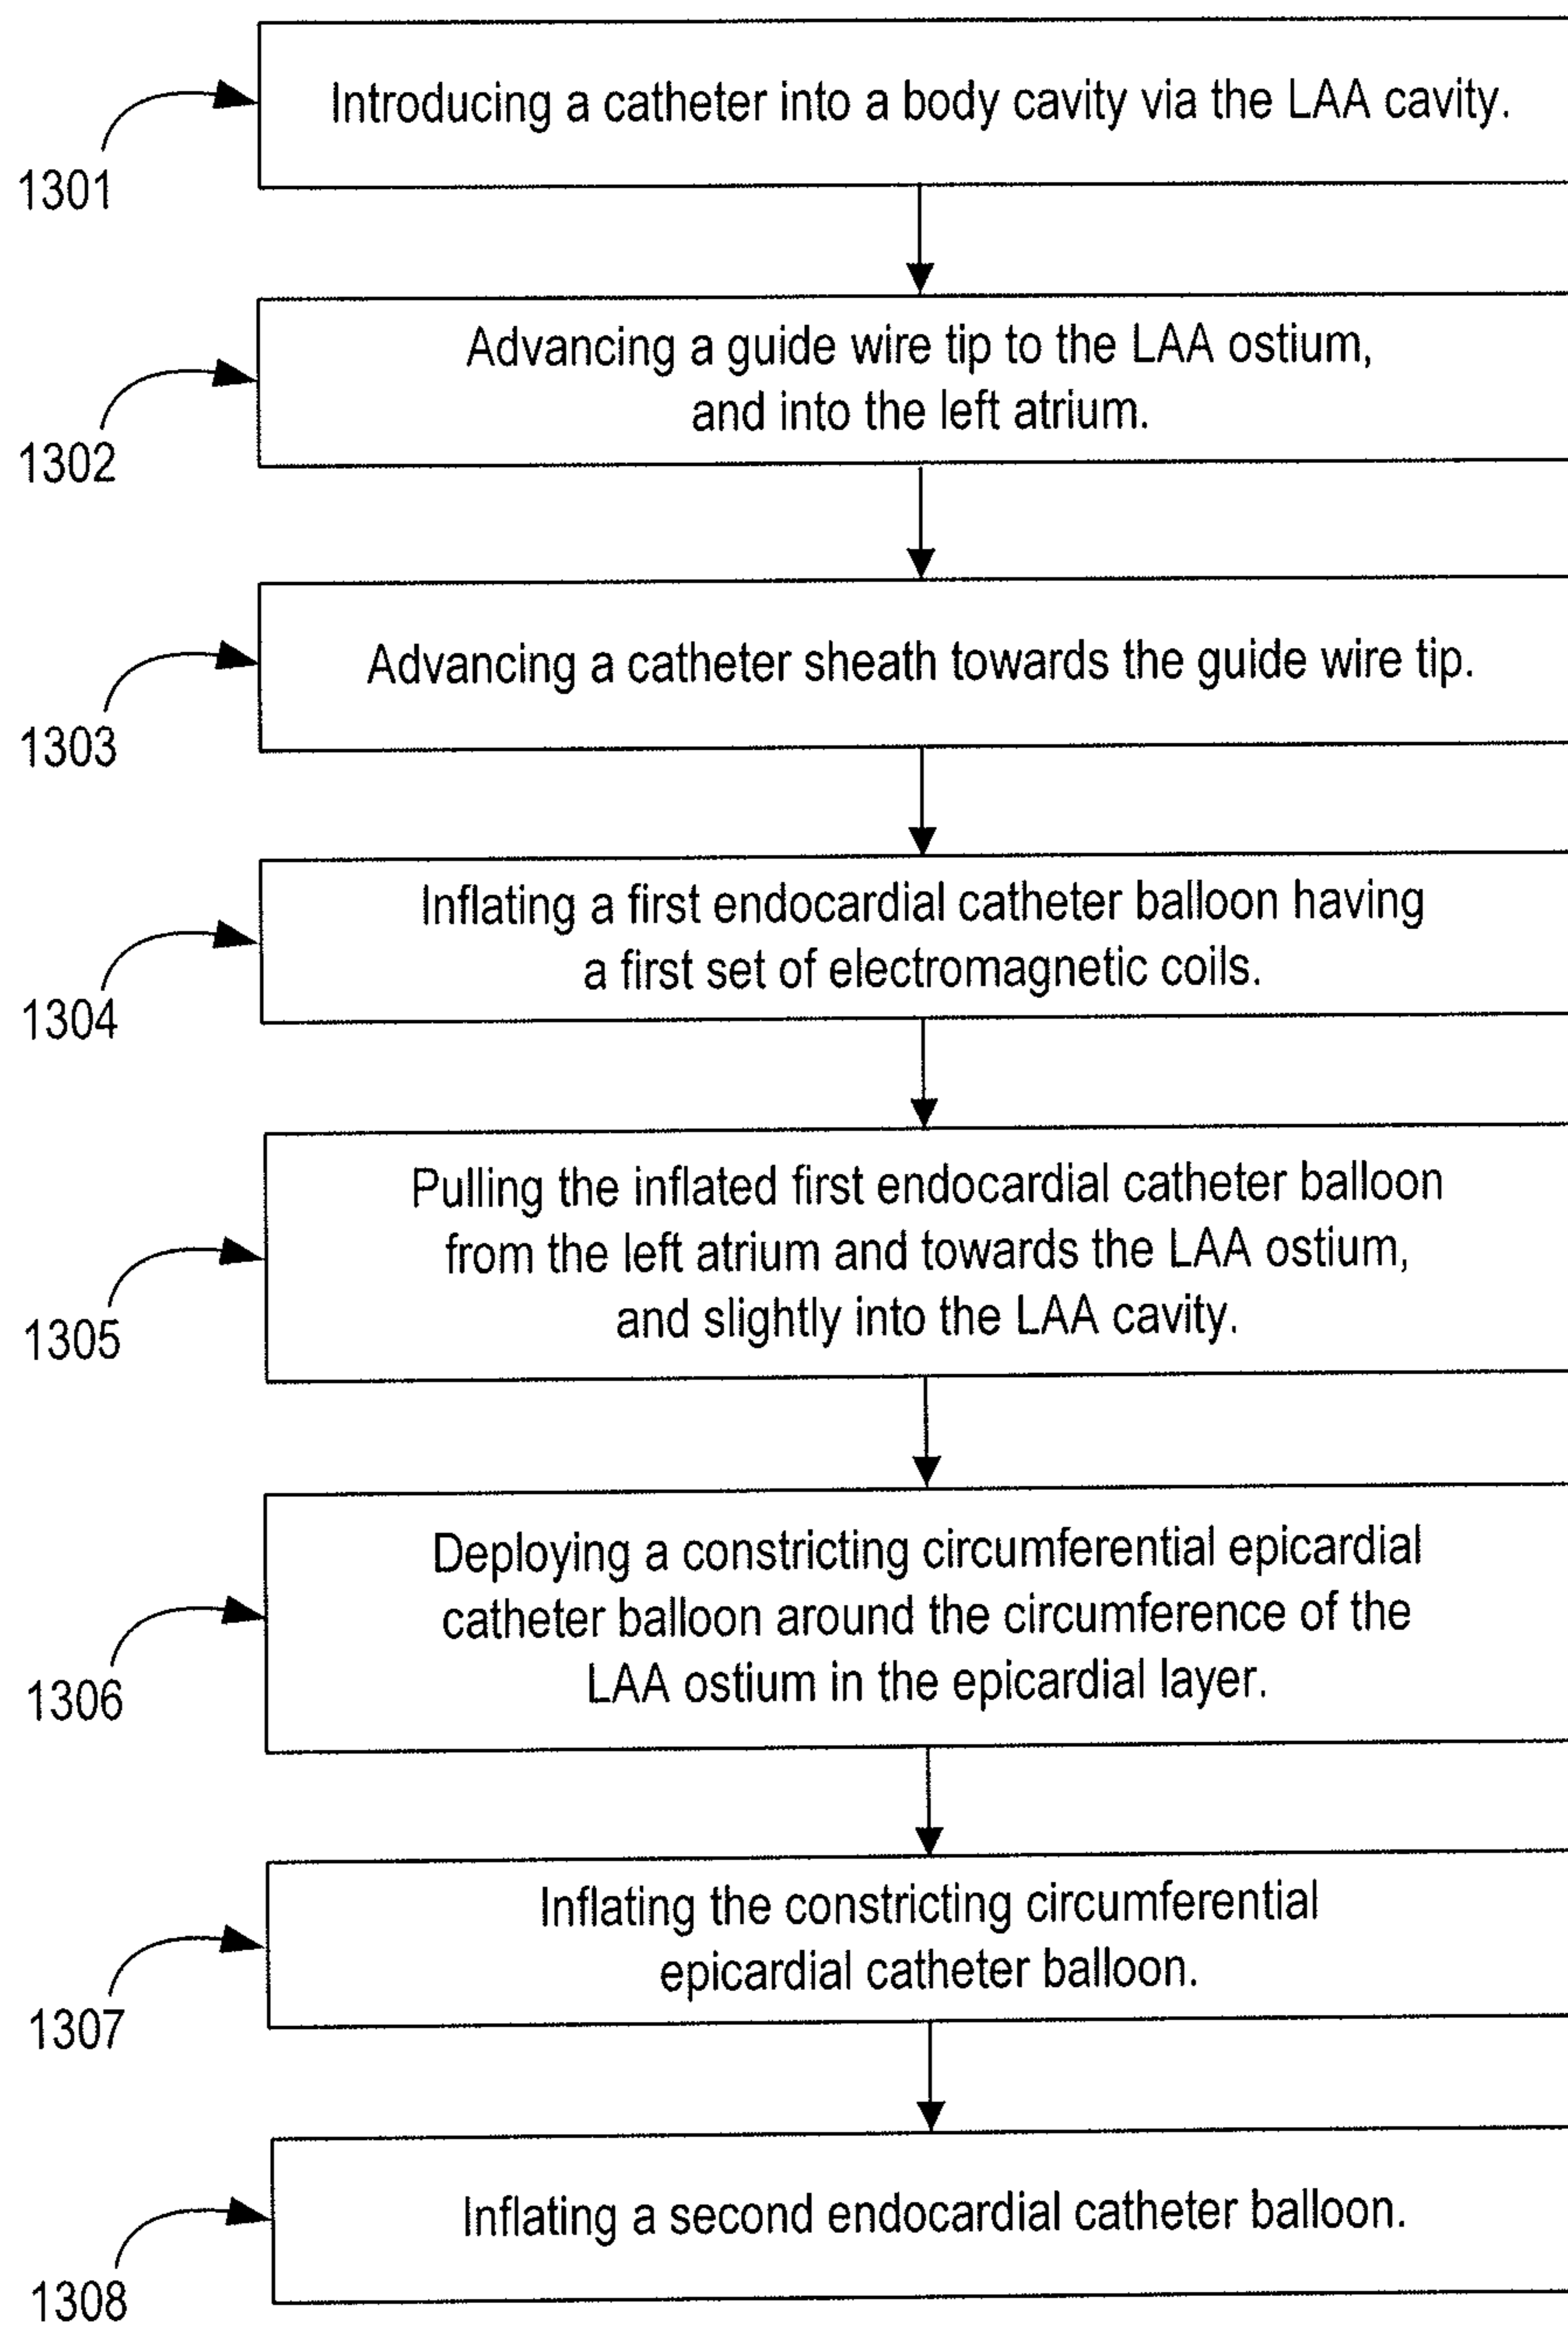 Introducing a catheter into a body cavity via the LAA cavity.
1301
Advancing a guide wire tip to the LAA ostium,
and into the left atrium.
1302
Advancing a catheter sheath towards the guide wire tip.
1303
Inflating a first endocardial catheter balloon having
a first set of electromagnetic coils.
1304
Pulling the inflated first endocardial catheter balloon
from the left atrium and towards the LAA ostium,
and slightly into the LAA cavity.
1305
Deploying a constricting circumferential epicardial
catheter balloon around the circumference of the
LAA ostium in the epicardial layer.
1306
Inflating the constricting circumferential
epicardial catheter balloon.
1307
Inflating a second endocardial catheter balloon.
1308